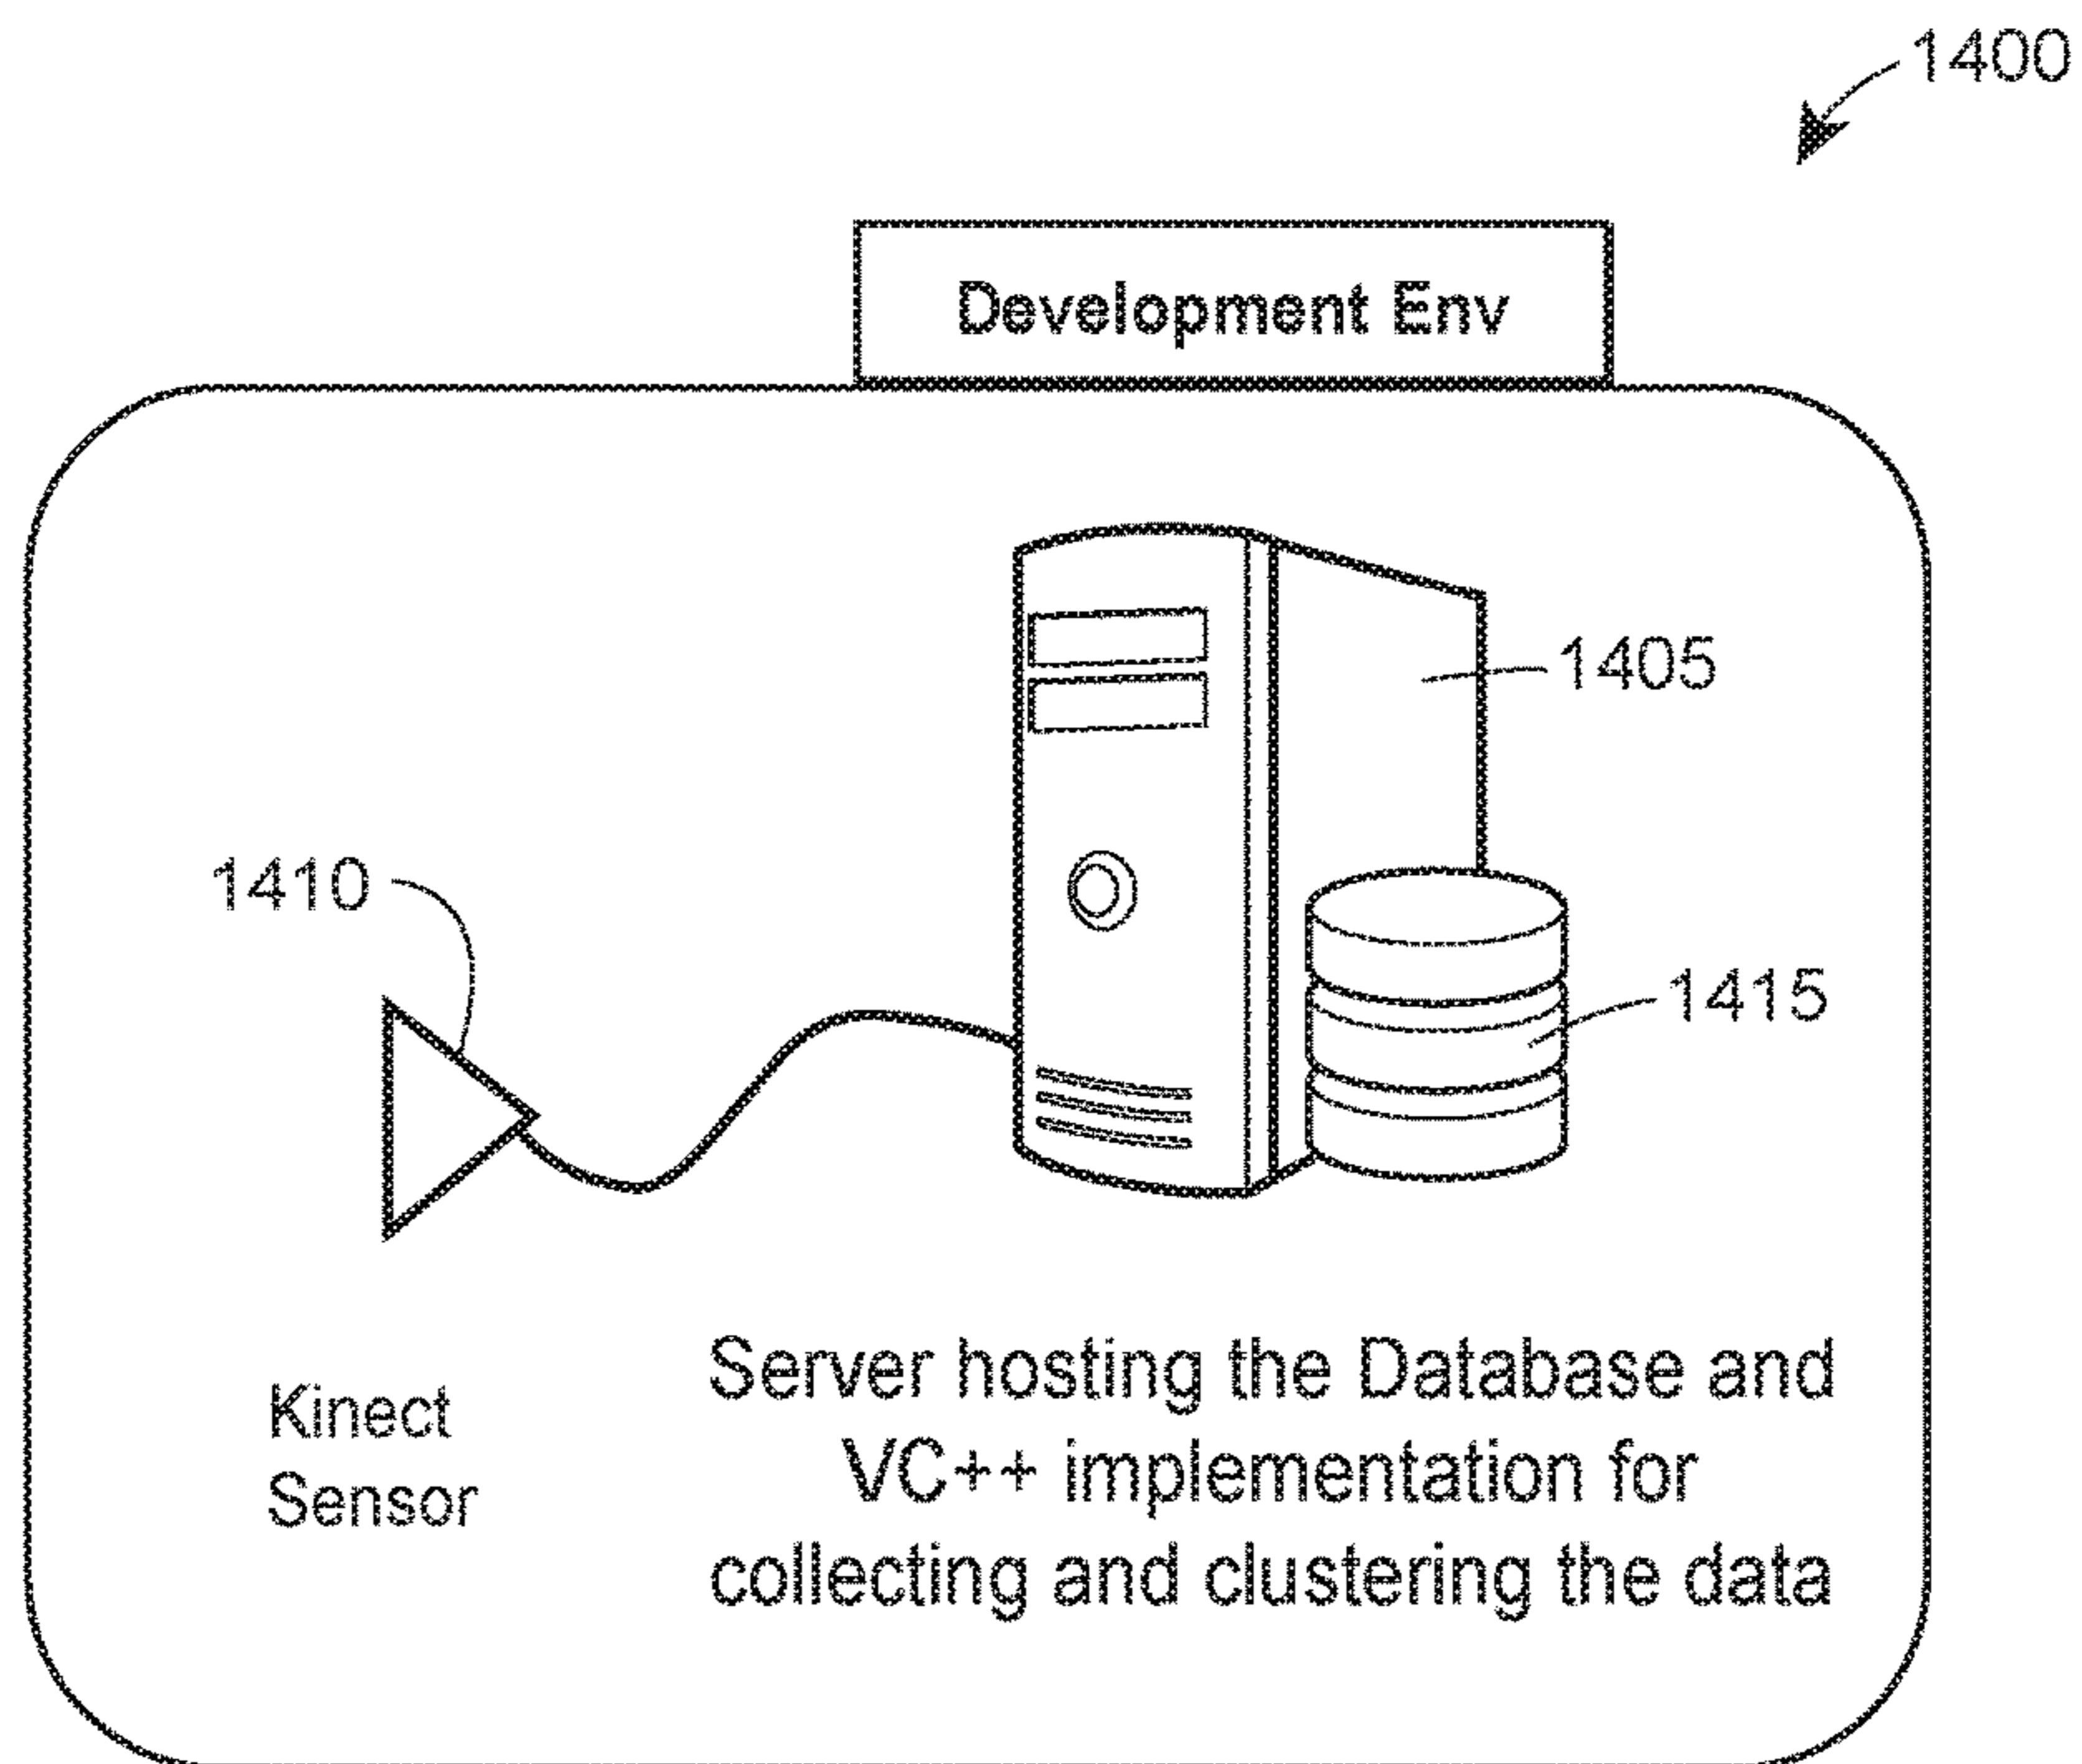 1400
Development Env
1405
1410
1415
Kinect
Sensor
Server hosting the Database and
VC++ implementation for
collecting and clustering the data